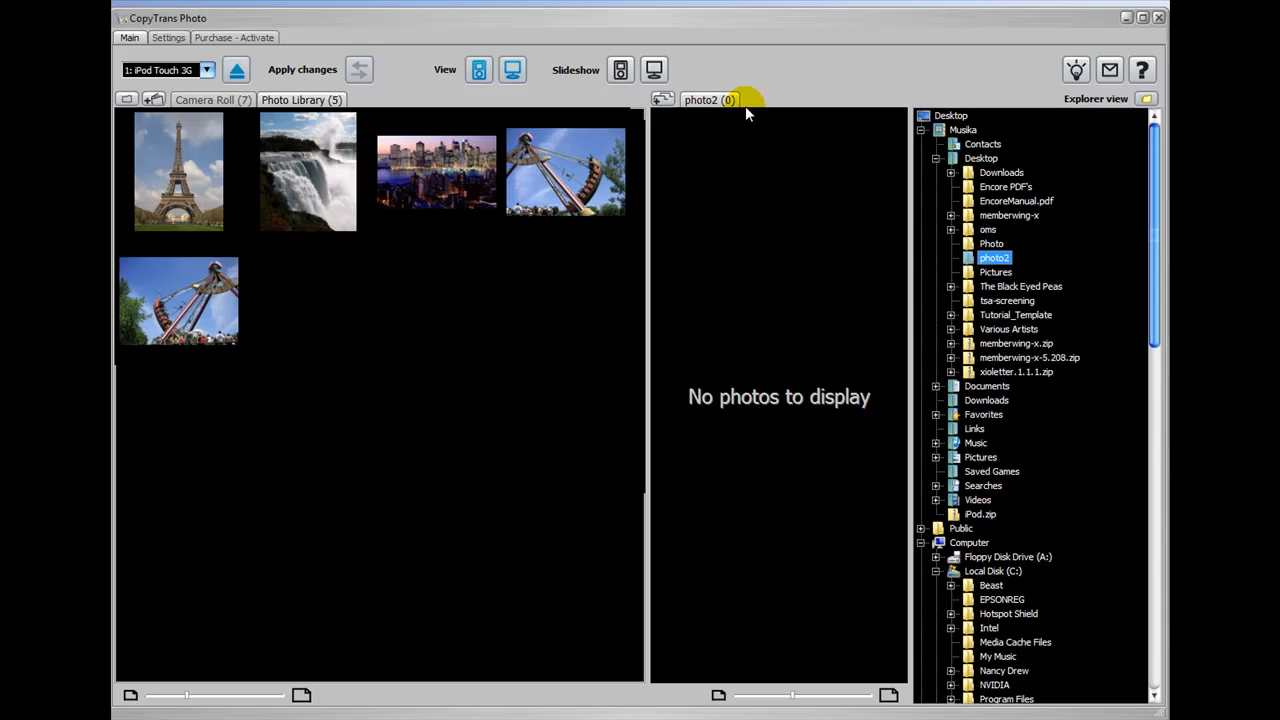 CopyTrans Photo
Main
Settings
Purchase - Activate
1: iPod Touch 3G
Apply changes
View
Slideshow
Camera Roll (7)
Photo Library (5)
photo2 (0)
Explorer view
No photos to display
Desktop
Musika
Contacts
Desktop
Downloads
Encore PDF's
EncoreManual.pdf
memberwing-x
oms
Photo
photo2
Pictures
The Black Eyed Peas
tsa-screening
Tutorial_Template
Various Artists
memberwing-x.zip
memberwing-x-5.208.zip
xioletter.1.1.1.zip
Documents
Downloads
Favorites
Links
Music
Pictures
Saved Games
Searches
Videos
iPod.zip
Public
Computer
Floppy Disk Drive (A:)
Local Disk (C:)
Beast
EPSONREG
Hotspot Shield
Intel
Media Cache Files
My Music
Nancy Drew
NVIDIA
Program Files